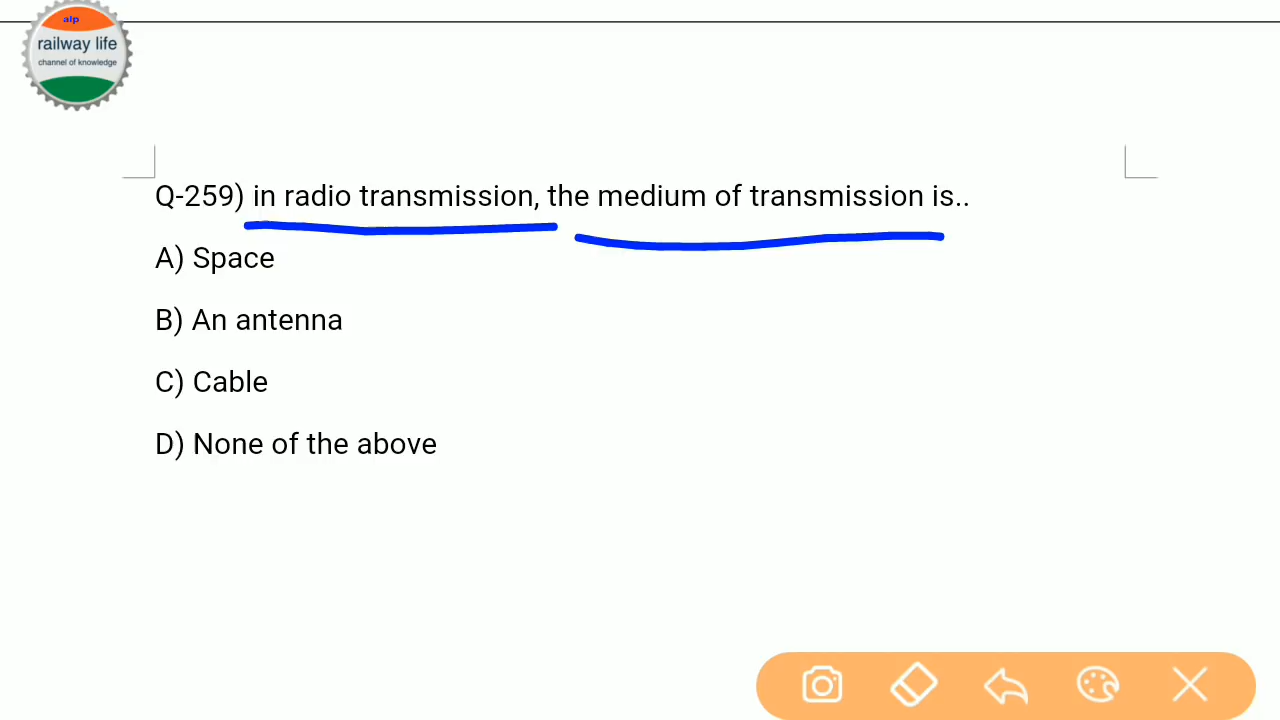 alp
railway life
channel of knowledge
Q-259) in radio transmission, the medium of transmission is..
A) Space
B) An antenna
C) Cable
D) None of the above